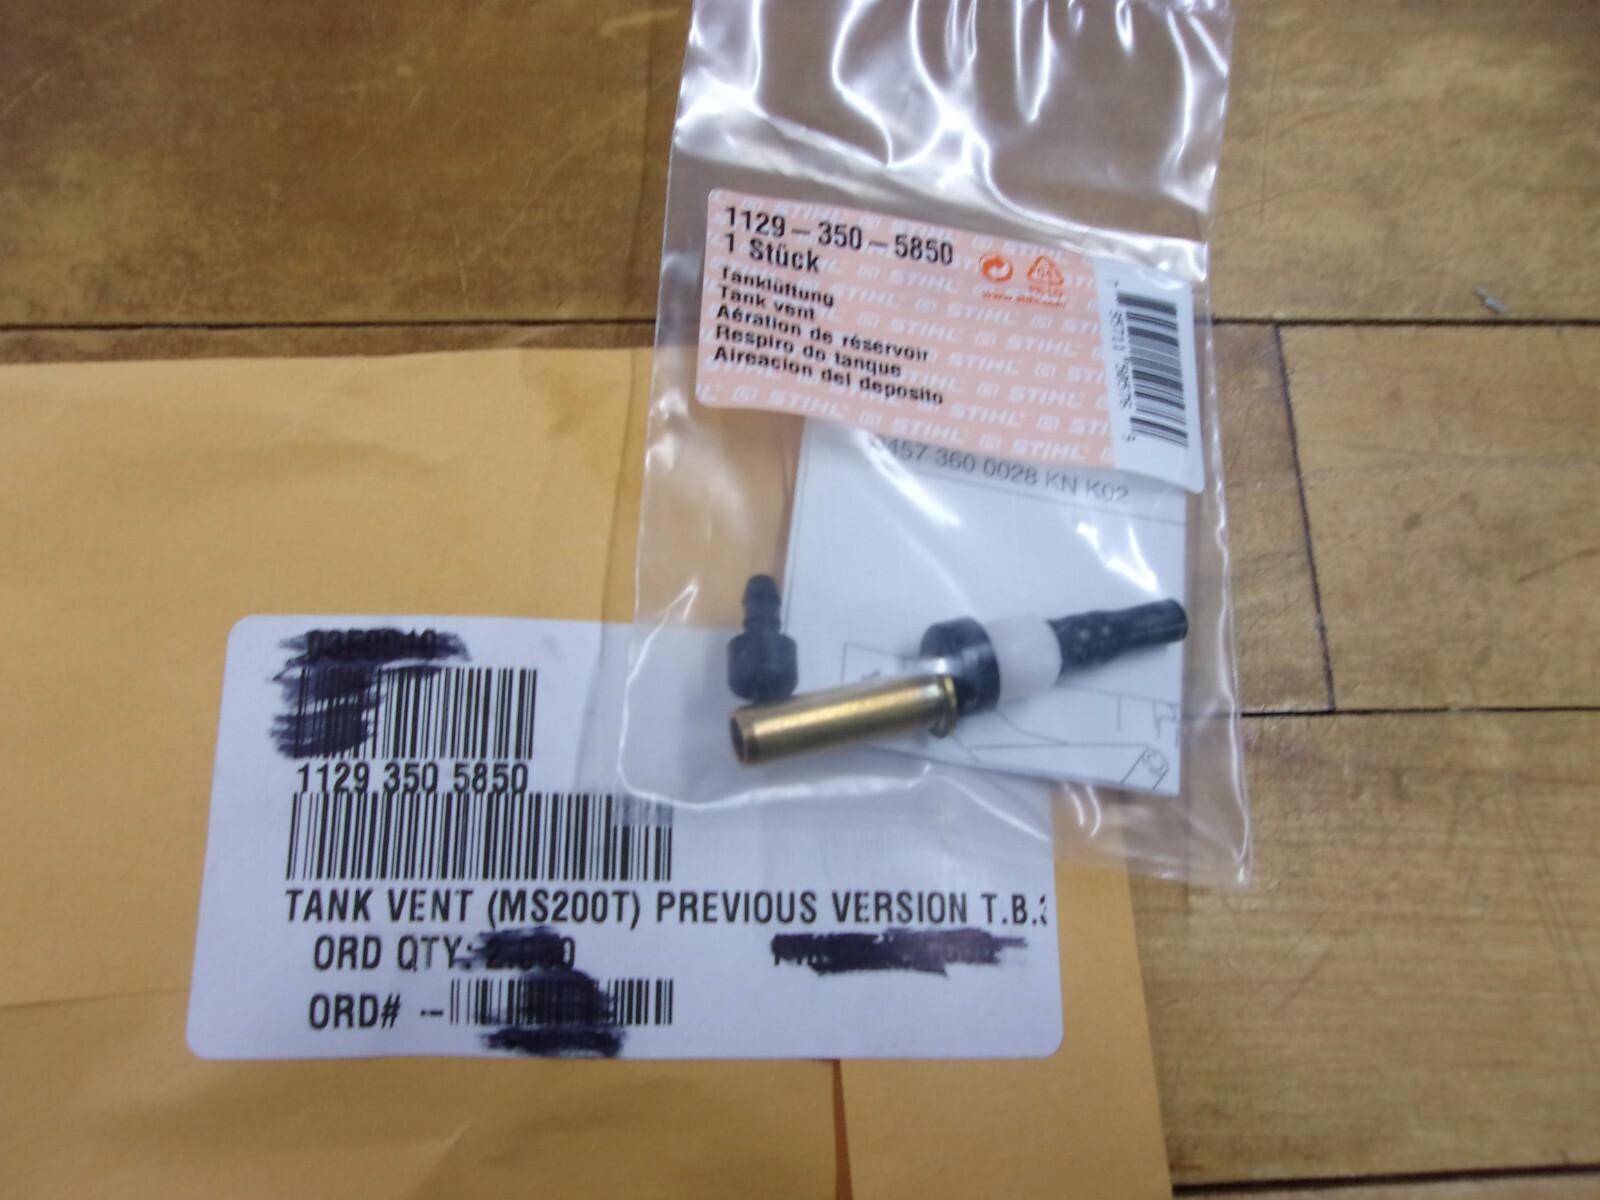 1129-350-5850
1 Stück
Tanklüftung
Tank vent
Aération de réservoir
Respiro do tanque
Aireacion del deposito
STIHL
457 360 0028 KN K02
1129 350 5850
TANK VENT (MS200T) PREVIOUS VERSION T.B.
ORD QTY:
ORD# --